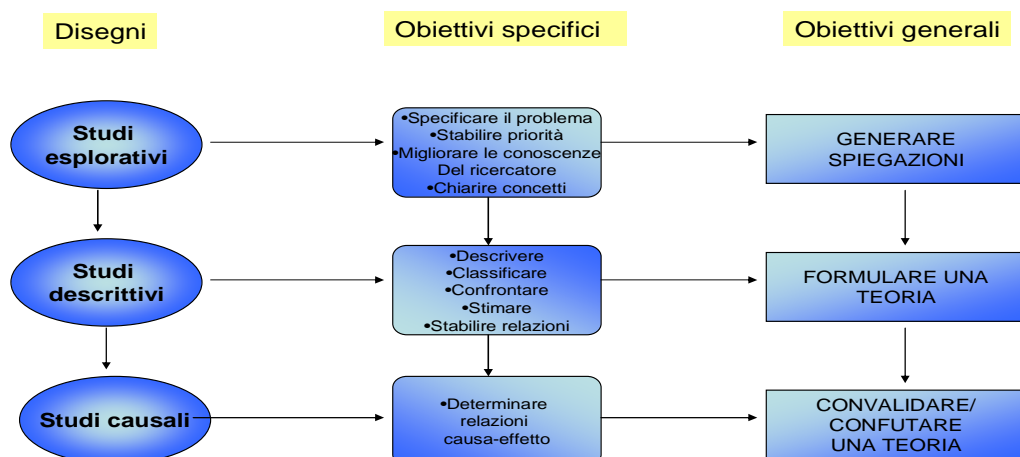 Disegni
Obiettivi specifici
Obiettivi generali
Studi
esplorativi
•Specificare il problema
•Stabilire priorità
•Migliorare le conoscenze
Del ricercatore
•Chiarire concetti
GENERARE
SPIEGAZIONI
Studi
descrittivi
•Descrivere
•Classificare
•Confrontare
•Stimare
•Stabilire relazioni
FORMULARE UNA
TEORIA
Studi causali
•Determinare
relazioni
causa-effetto
CONVALIDARE/
CONFUTARE
UNA TEORIA